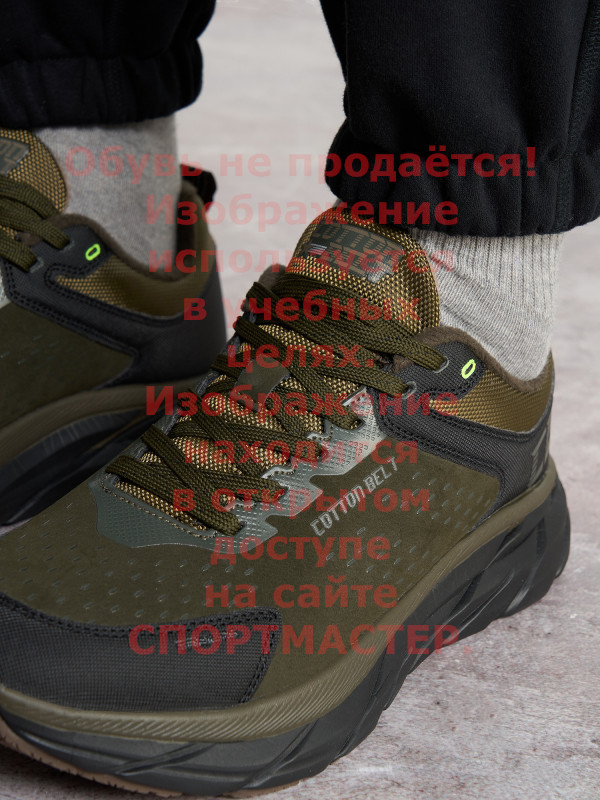 Обувь не продаётся!
Изображение
используется
в учебных
целях.
Изображение
находится
в открытом
доступе
на сайте
СПОРТМАСТЕР.
COTTON.BELT